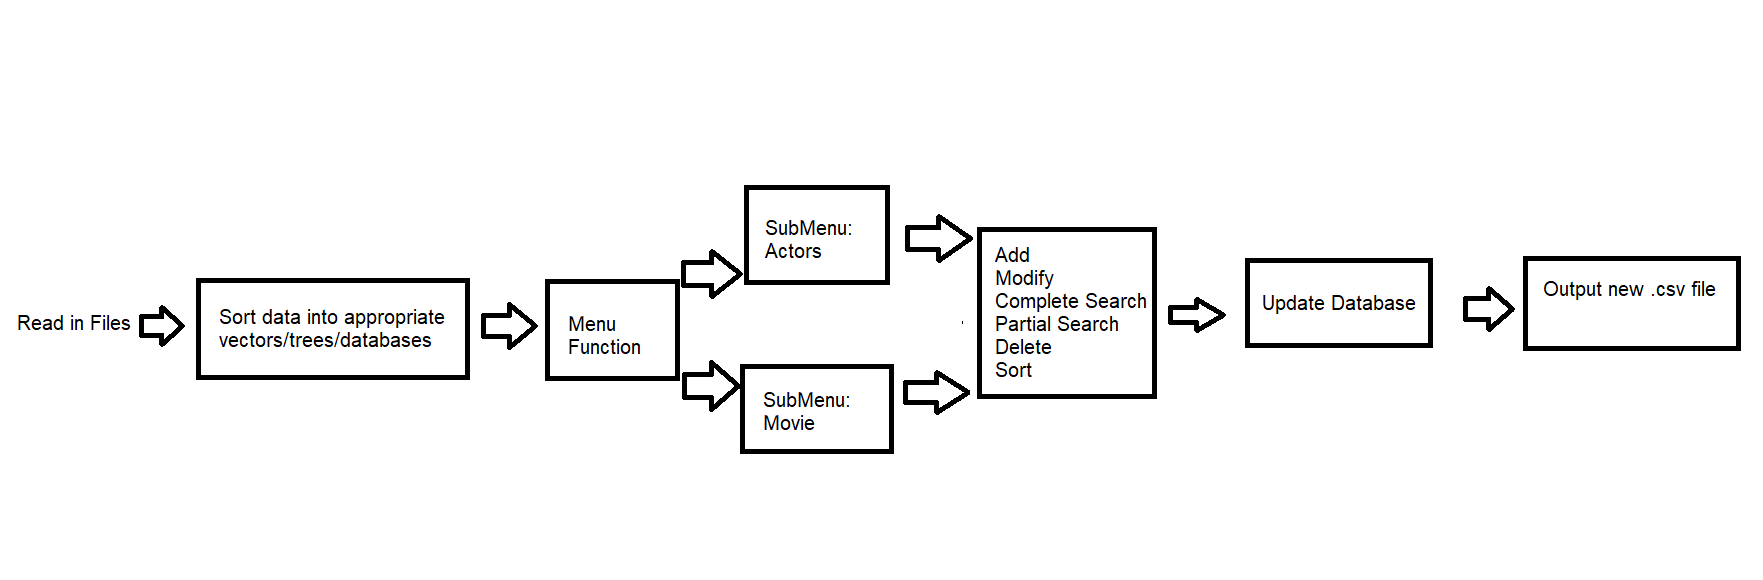 Read in Files
Sort data into appropriate
vectors/trees/databases
Menu
Function
SubMenu:
Actors
SubMenu:
Movie
Add
Modify
Complete Search
Partial Search
Delete
Sort
Update Database
Output new .csv file